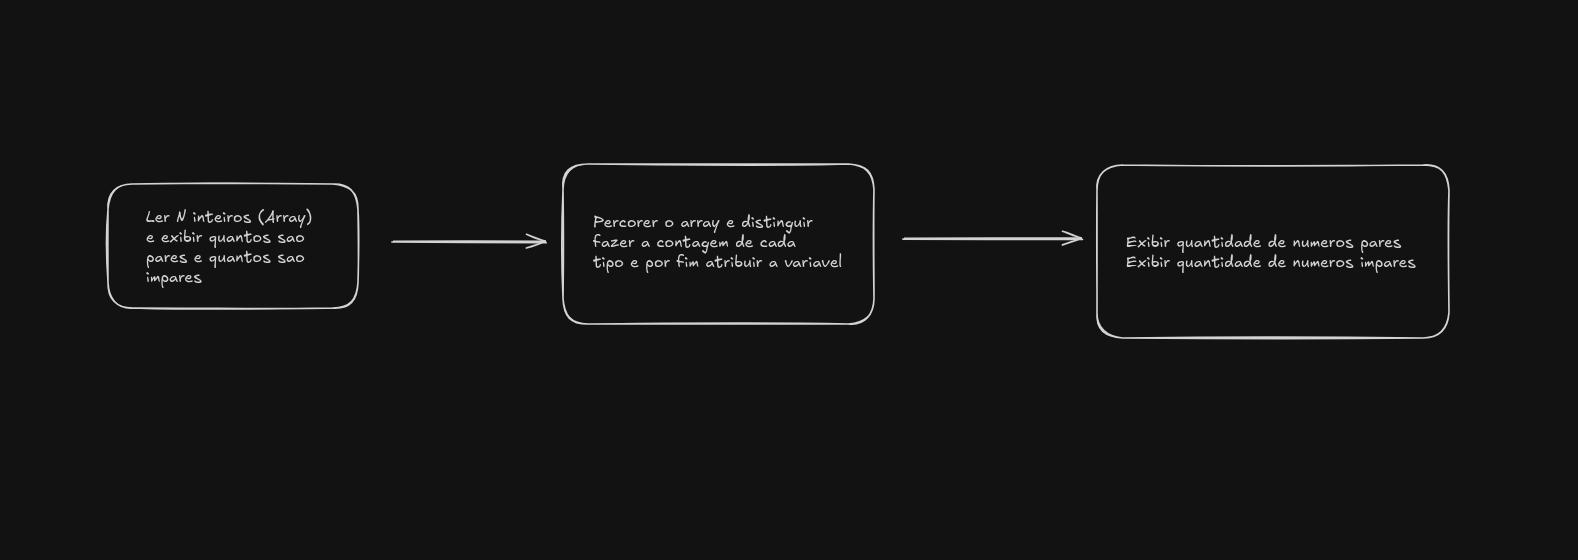 Ler N inteiros (Array)
e exibir quantos sao
pares e quantos sao
impares
Percorer o array e distinguir
fazer a contagem de cada
tipo e por fim atribuir a variavel
Exibir quantidade de numeros pares
Exibir quantidade de numeros impares